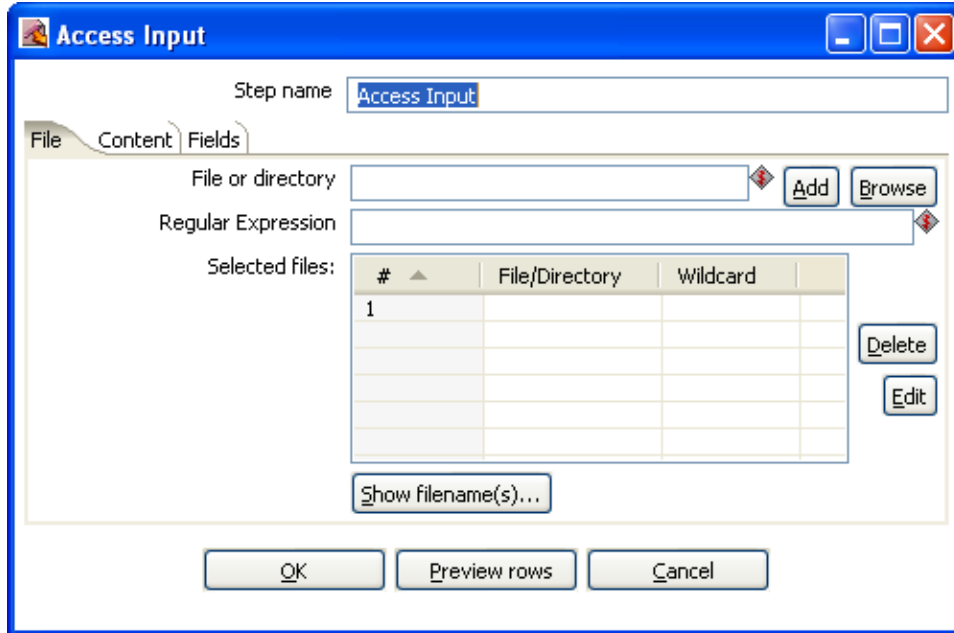 Access Input
Step name Access Input
File Content Fields
File or directory Add Browse
Regular Expression
Selected files: # File/Directory Wildcard
1
Delete
Edit
Show filename(s)...
OK Preview rows Cancel